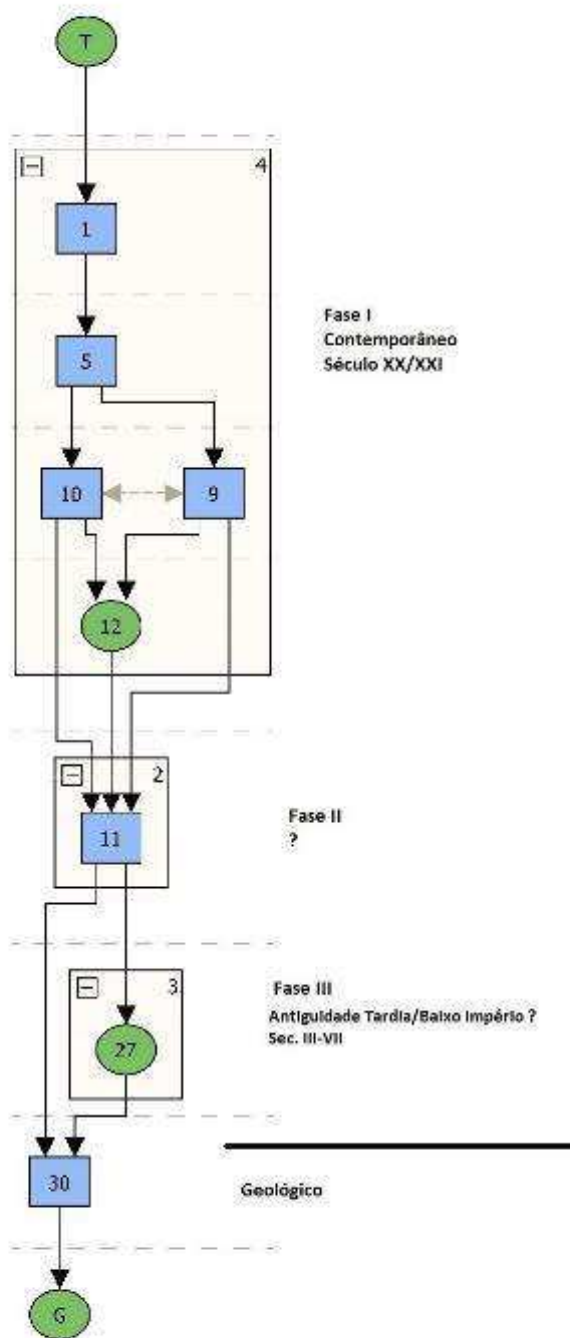 T
4
1
5
Fase I
Contemporâneo
Século XX/XXI
10
9
12
2
11
Fase II
?
3
Fase III
Antiguidade Tardia/Baixo Império ?
Sec. III-VII
27
30
Geológico
G